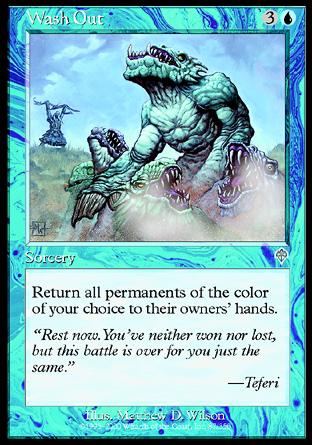 Wash Out 3
Sorcery
Return all permanents of the color
of your choice to their owners' hands.
“Rest now. You've neither won nor lost,
but this battle is over for you just the
same.”
—Teferi
Illus. Matthew D. Wilson